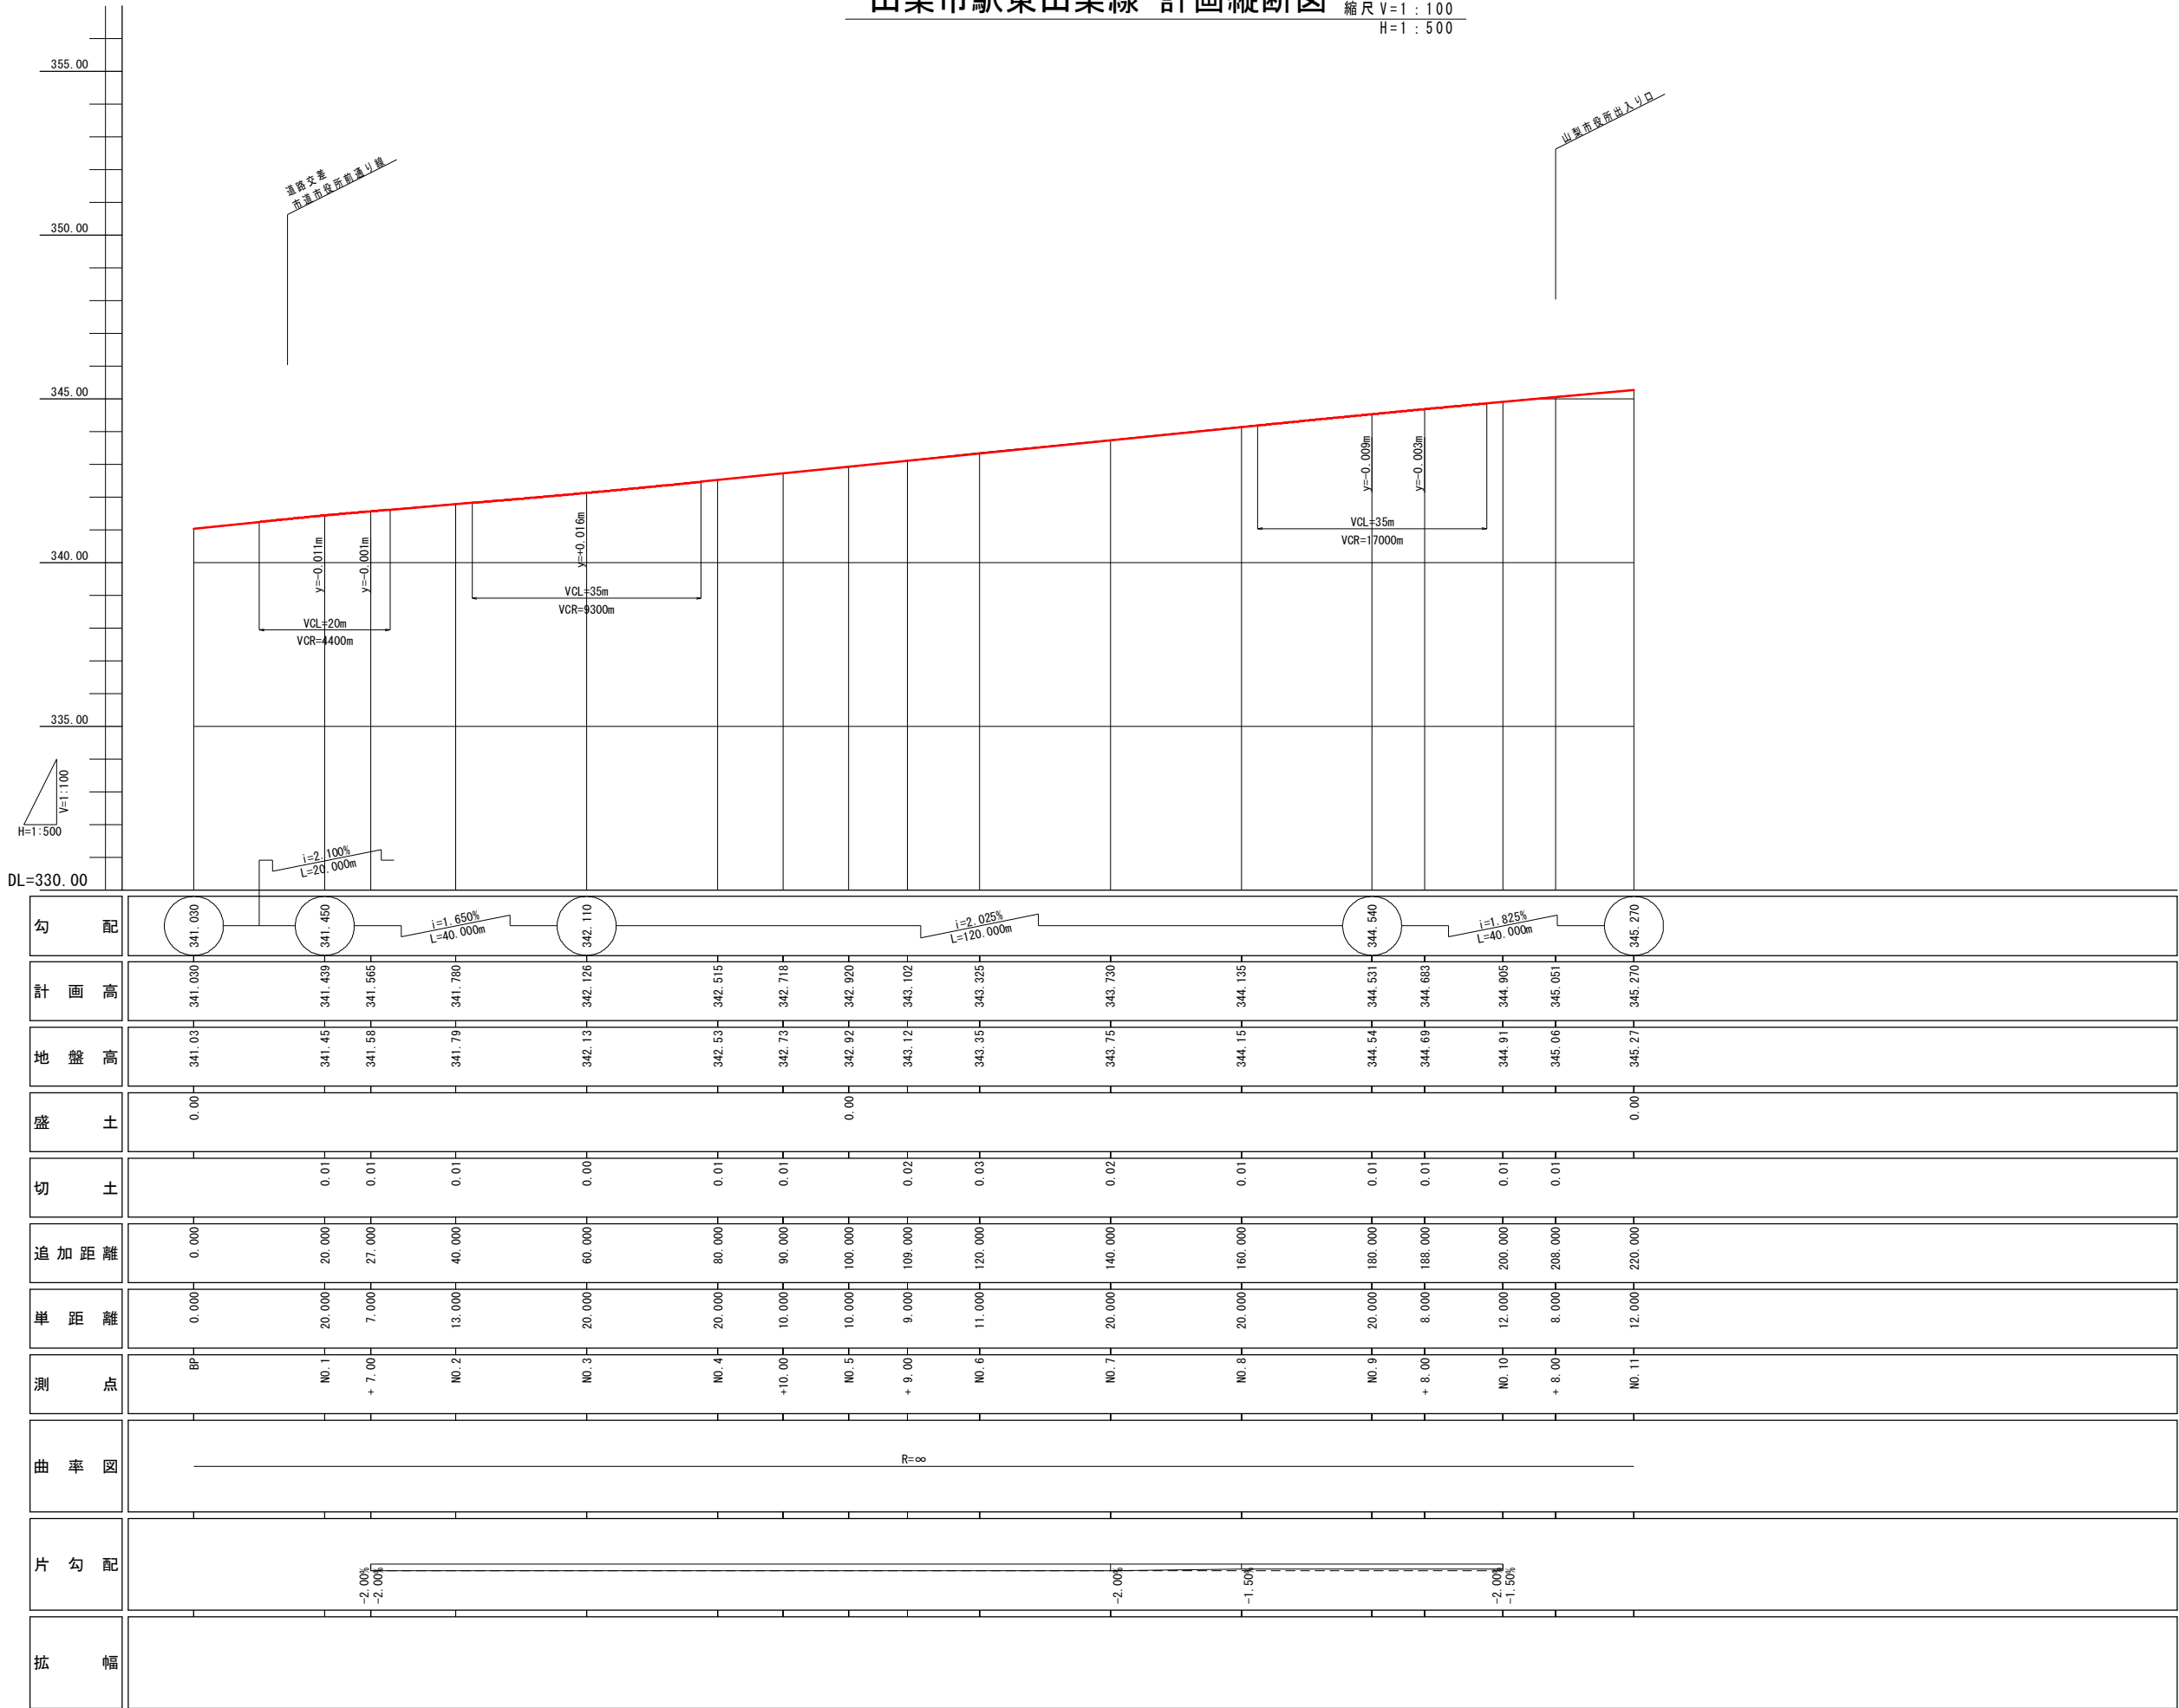 計画縦断図
縮尺 V=1:100
H=1:500
355.00
山梨市役所出入り口
道路交差
市道市役所前通り線
350.00
345.00
y=-0.009m
y=-0.003m
VCL=35m
VCR=17000m
y=-0.011m
y=-0.001m
y=+0.016m
340.00
VCL=35m
VCR=9300m
VCL=20m
VCR=4400m
335.00
V=1:100
H=1:500
i=2.100%
L=20.000m
DL=330.00
勾配 341.030 341.450 i=1.650% L=40.000m 342.110 i=2.025% L=120.000m 344.540 i=1.825% L=40.000m 345.270
計画高 341.030 341.439 341.565 341.780 342.126 342.515 342.718 342.920 343.102 343.325 343.730 344.135 344.531 344.683 344.905 345.051 345.270
地盤高 341.03 341.45 341.58 341.79 342.13 342.53 342.73 342.92 343.12 343.35 343.75 344.15 344.54 344.69 344.91 345.06 345.27
盛土 0.00 0.00 0.00
切土 0.01 0.01 0.01 0.00 0.01 0.01 0.02 0.03 0.02 0.01 0.01 0.01 0.01 0.01
追加距離 0.000 20.000 27.000 40.000 60.000 80.000 90.000 100.000 109.000 120.000 140.000 160.000 180.000 188.000 200.000 208.000 220.000
単距離 0.000 20.000 7.000 13.000 20.000 20.000 10.000 10.000 9.000 11.000 20.000 20.000 20.000 8.000 12.000 8.000 12.000
測点 BP NO.1 + 7.00 NO.2 NO.3 NO.4 +10.00 NO.5 + 9.00 NO.6 NO.7 NO.8 NO.9 + 8.00 NO.10 + 8.00 NO.11
曲率図 R=∞
片勾配 -2.00% -2.00% -2.00% -1.50% -2.00% -1.50%
拡幅